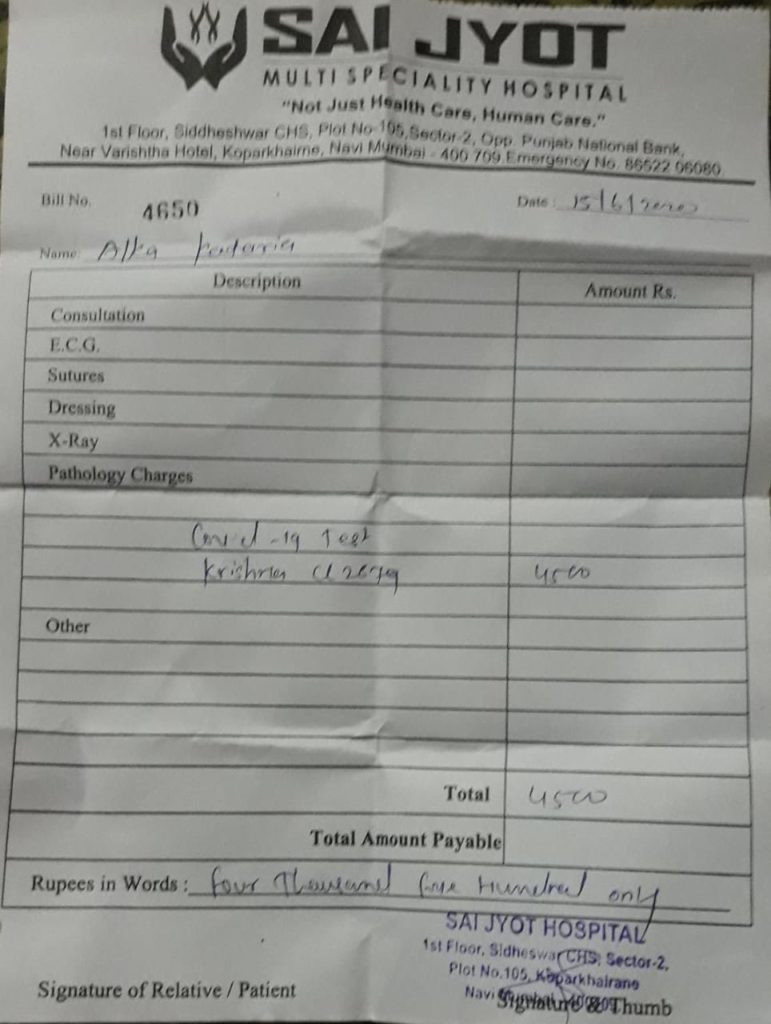 SAI JYOT
MULTI SPECIALITY HOSPITAL
"Not Just Health Care, Human Care."
1st Floor, Siddheshwar CHS, Plot No-105, Sector-2, Opp. Punjab National Bank,
Near Varishtha Hotel, Koparkhairne, Navi Mumbai - 400 709. Emergency No. 86522 06080
Bill No. 4650 Date : 15/6/2020
Name: Alka
Description Amount Rs.
Consultation
E.C.G.
Sutures
Dressing
X-Ray
Pathology Charges
Covid-19 Test
Krishna 4500
Other
Total 4500
Total Amount Payable
Rupees in Words : Four Thousand five Hundred only
SAI JYOT HOSPITAL
1st Floor, Sidheswar CHS, Sector-2,
Plot No.105, Koparkhairane
Navi Mumbai
Signature of Relative / Patient Signature & Thumb